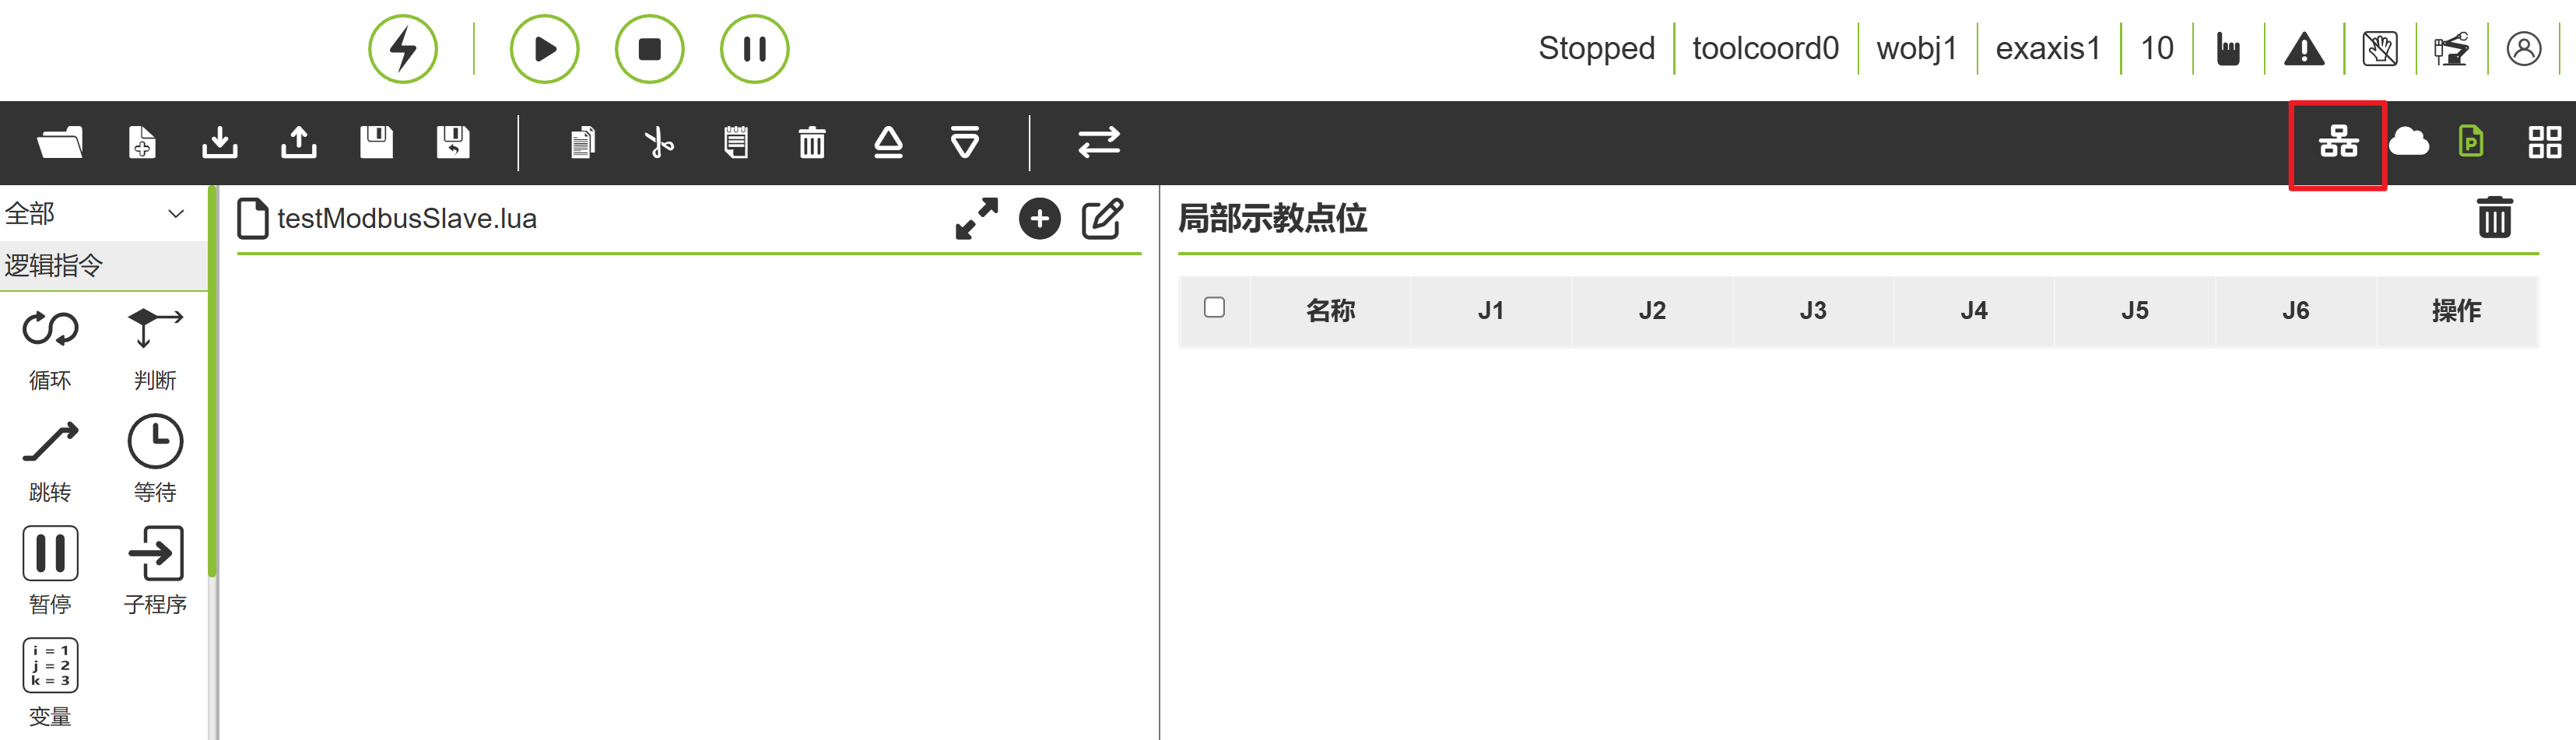 Stopped toolcoord0 wobj1 exaxis1 10
P
全部
testModbusSlave.lua
局部示教点位
逻辑指令
名称 J1 J2 J3 J4 J5 J6 操作
循环 判断
跳转 等待
暂停 子程序
i = 1
j = 2
k = 3
变量